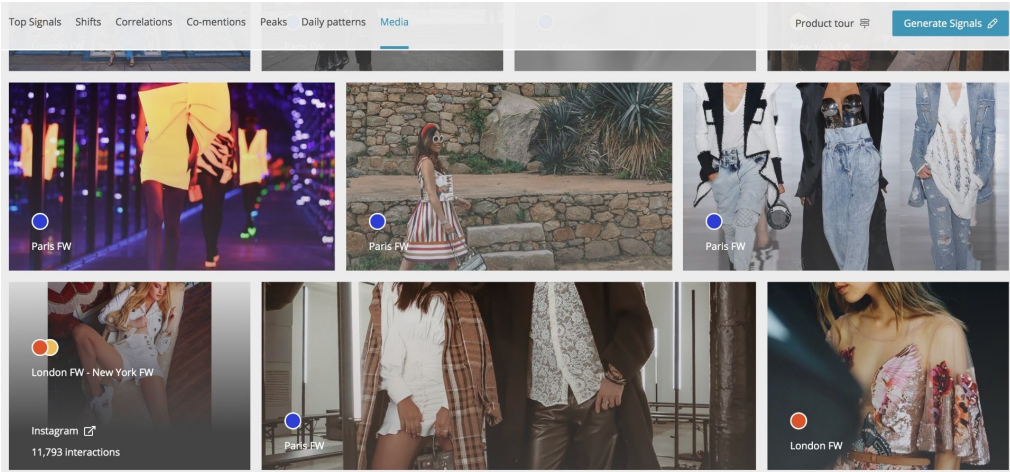 Top Signals Shifts Correlations Co-mentions Peaks Daily patterns Media Product tour Generate Signals
Paris FW Paris FW Paris FW
London FW - New York FW
Instagram
11,793 interactions
Paris FW
London FW